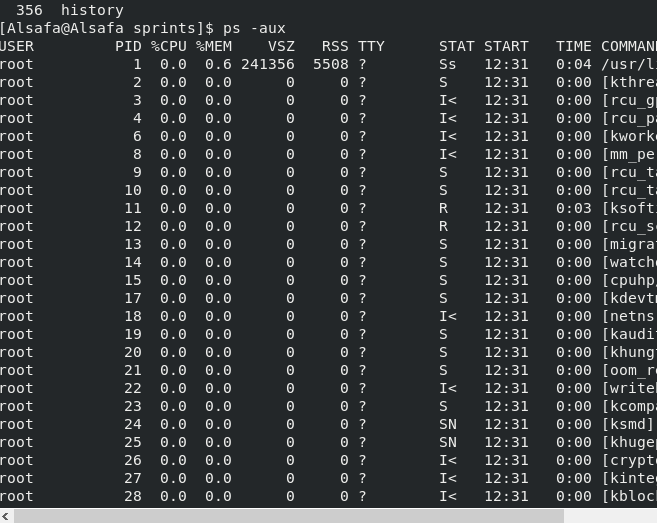 356  history
[Alsafa@Alsafa sprints]$ ps -aux
USER         PID %CPU %MEM    VSZ   RSS TTY      STAT START   TIME COMMAN
root           1  0.0  0.6 241356  5508 ?        Ss   12:31   0:04 /usr/l
root           2  0.0  0.0      0     0 ?        S    12:31   0:00 [kthre
root           3  0.0  0.0      0     0 ?        I<   12:31   0:00 [rcu_g
root           4  0.0  0.0      0     0 ?        I<   12:31   0:00 [rcu_p
root           6  0.0  0.0      0     0 ?        I<   12:31   0:00 [kwork
root           8  0.0  0.0      0     0 ?        I<   12:31   0:00 [mm_pe
root           9  0.0  0.0      0     0 ?        S    12:31   0:00 [rcu_t
root          10  0.0  0.0      0     0 ?        S    12:31   0:00 [rcu_t
root          11  0.0  0.0      0     0 ?        R    12:31   0:03 [ksoft
root          12  0.0  0.0      0     0 ?        R    12:31   0:00 [rcu_s
root          13  0.0  0.0      0     0 ?        S    12:31   0:00 [migra
root          14  0.0  0.0      0     0 ?        S    12:31   0:00 [watch
root          15  0.0  0.0      0     0 ?        S    12:31   0:00 [cpuhp
root          17  0.0  0.0      0     0 ?        S    12:31   0:00 [kdevt
root          18  0.0  0.0      0     0 ?        I<   12:31   0:00 [netns
root          19  0.0  0.0      0     0 ?        S    12:31   0:00 [kaudi
root          20  0.0  0.0      0     0 ?        S    12:31   0:00 [khung
root          21  0.0  0.0      0     0 ?        S    12:31   0:00 [oom_r
root          22  0.0  0.0      0     0 ?        I<   12:31   0:00 [write
root          23  0.0  0.0      0     0 ?        S    12:31   0:00 [kcomp
root          24  0.0  0.0      0     0 ?        SN   12:31   0:00 [ksmd]
root          25  0.0  0.0      0     0 ?        SN   12:31   0:00 [khuge
root          26  0.0  0.0      0     0 ?        I<   12:31   0:00 [crypt
root          27  0.0  0.0      0     0 ?        I<   12:31   0:00 [kinte
root          28  0.0  0.0      0     0 ?        I<   12:31   0:00 [kbloc